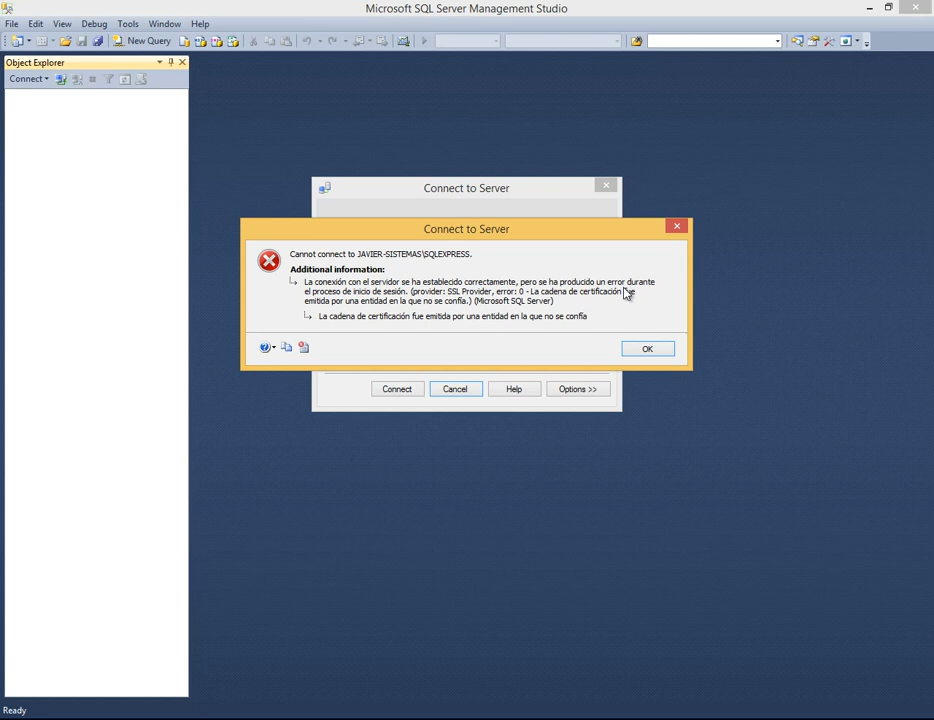 Microsoft SQL Server Management Studio
File Edit View Debug Tools Window Help
New Query
Object Explorer
Connect
Connect to Server
Connect to Server
Cannot connect to JAVIER-SISTEMAS\SQLEXPRESS.
Additional information:
La conexión con el servidor se ha establecido correctamente, pero se ha producido un error durante
el proceso de inicio de sesión. (provider: SSL Provider, error: 0 - La cadena de certificación fue
emitida por una entidad en la que no se confía.) (Microsoft SQL Server)
La cadena de certificación fue emitida por una entidad en la que no se confía
OK
Connect Cancel Help Options >>
Ready